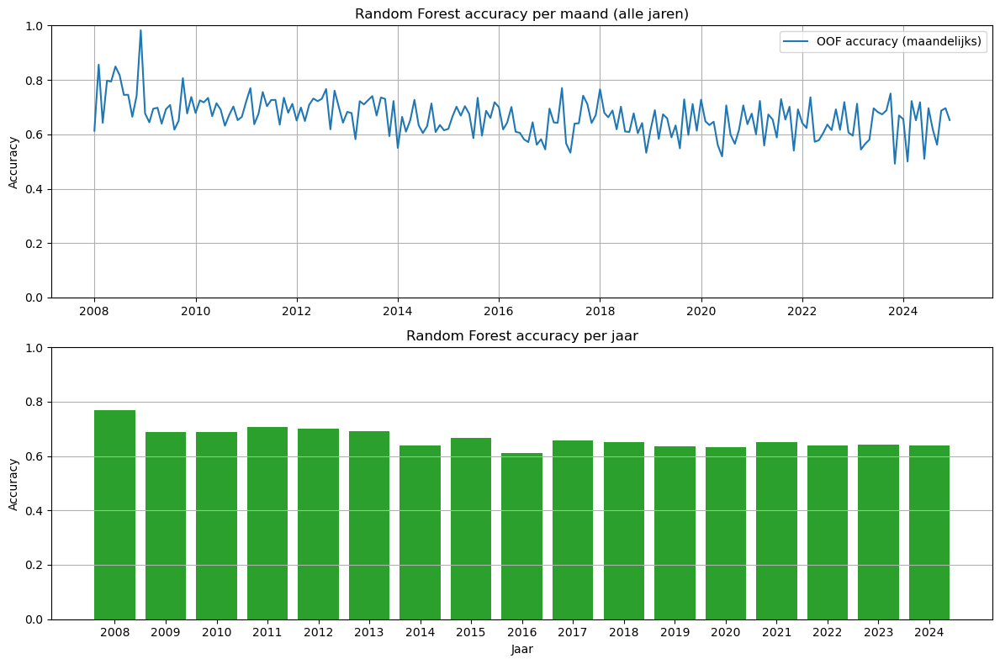 Random Forest accuracy per maand (alle jaren)
OOF accuracy (maandelijks)
Accuracy
1.0
0.8
0.6
0.4
0.2
0.0
2008 2010 2012 2014 2016 2018 2020 2022 2024
Random Forest accuracy per jaar
Accuracy
1.0
0.8
0.6
0.4
0.2
0.0
2008 2009 2010 2011 2012 2013 2014 2015 2016 2017 2018 2019 2020 2021 2022 2023 2024
Jaar